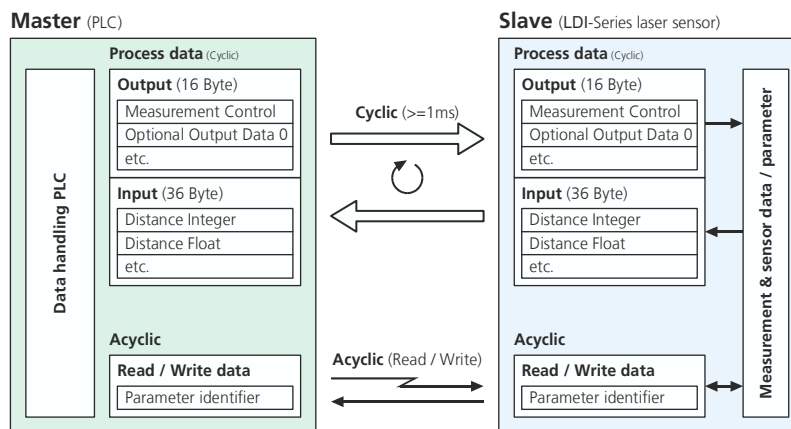 Master (PLC)
Process data (Cyclic)
Data handling PLC
Output (16 Byte)
Measurement Control
Optional Output Data 0
etc.
Input (36 Byte)
Distance Integer
Distance Float
etc.
Acyclic
Read / Write data
Parameter identifier
Cyclic (>=1ms)
Acyclic (Read / Write)
Slave (LDI-Series laser sensor)
Process data (Cyclic)
Output (16 Byte)
Measurement Control
Optional Output Data 0
etc.
Input (36 Byte)
Distance Integer
Distance Float
etc.
Acyclic
Read / Write data
Parameter identifier
Measurement & sensor data / parameter